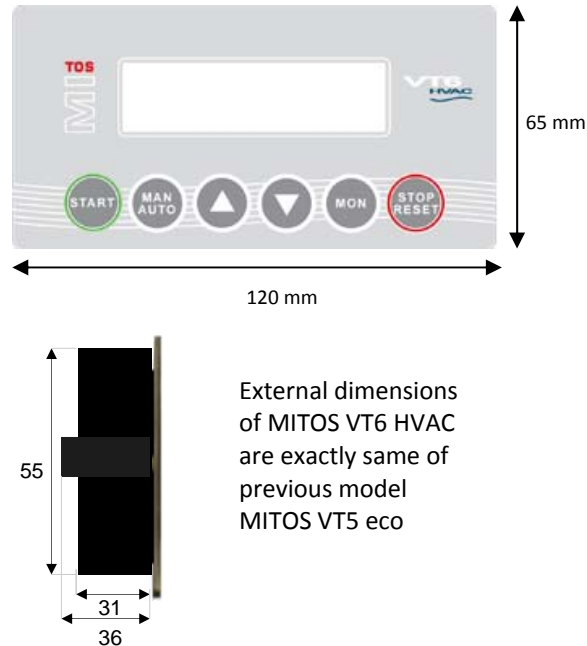 TOS
MI
VT6
HVAC
65 mm
START
MAN
AUTO
MON
STOP
RESET
120 mm
External dimensions
of MITOS VT6 HVAC
are exactly same of
previous model
MITOS VT5 eco
55
31
36